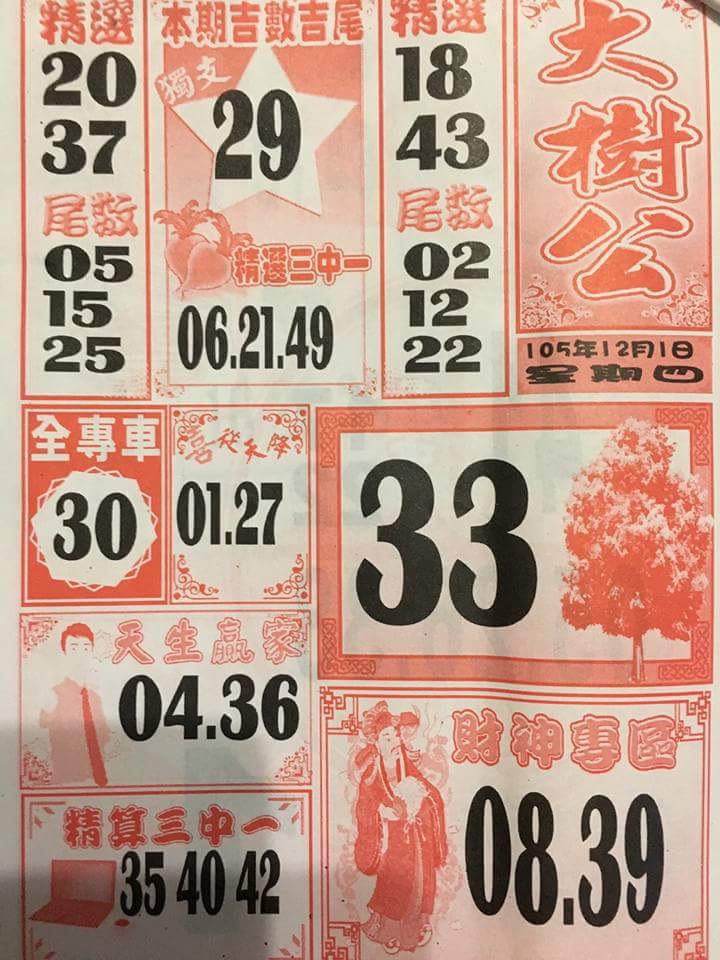 精選
20
37
尾数
05
15
25
本期吉數吉尾
獨支
29
精選三中一
06.21.49
精選
18
43
尾数
02
12
22
大樹公
105年12月1日
星期四
全專車
30
喜從天降
01.27
33
天生贏家
04.36
精算三中一
35 40 42
財神專區
08.39